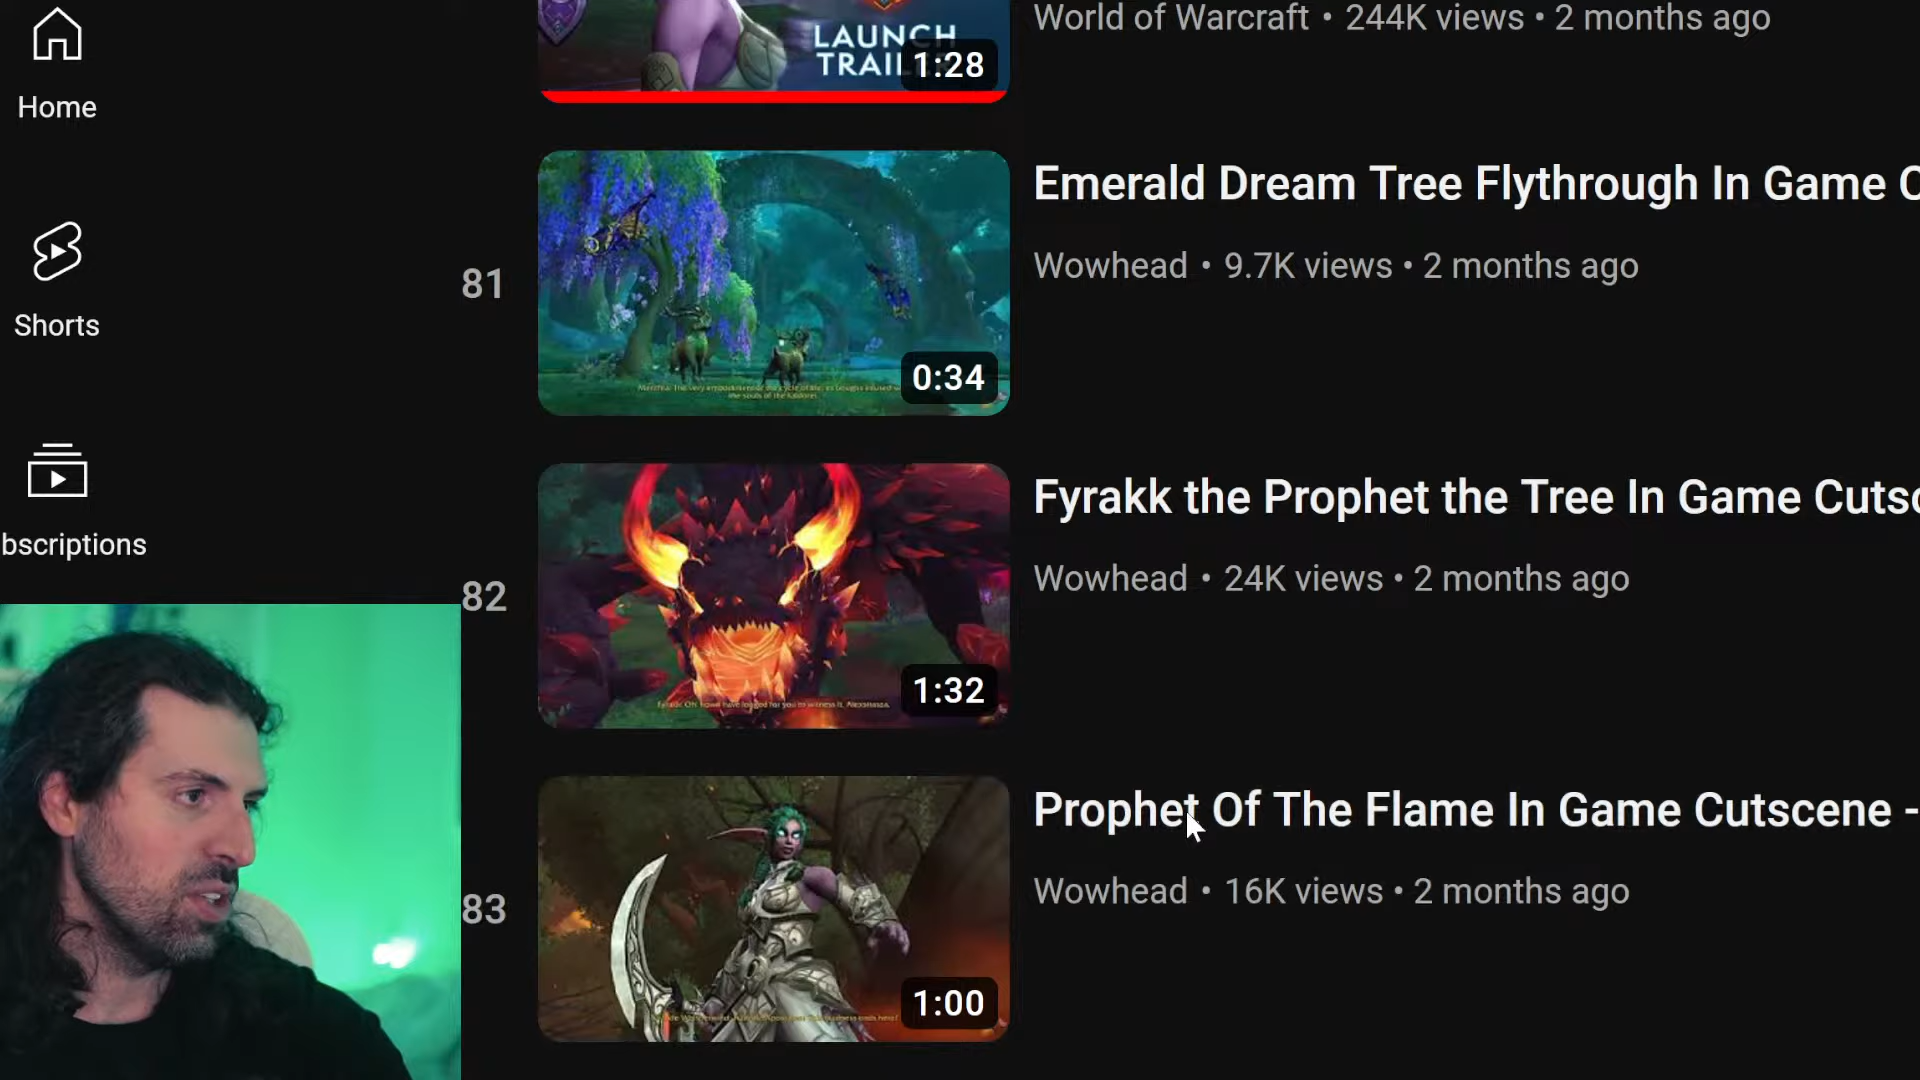 Home
Shorts
bscriptions
LAUNCH
1:28
World of Warcraft • 244K views • 2 months ago
81
0:34
Emerald Dream Tree Flythrough In Game C
Wowhead • 9.7K views • 2 months ago
82
1:32
Fyrakk the Prophet the Tree In Game Cutsc
Wowhead • 24K views • 2 months ago
83
1:00
Prophet Of The Flame In Game Cutscene -
Wowhead • 16K views • 2 months ago